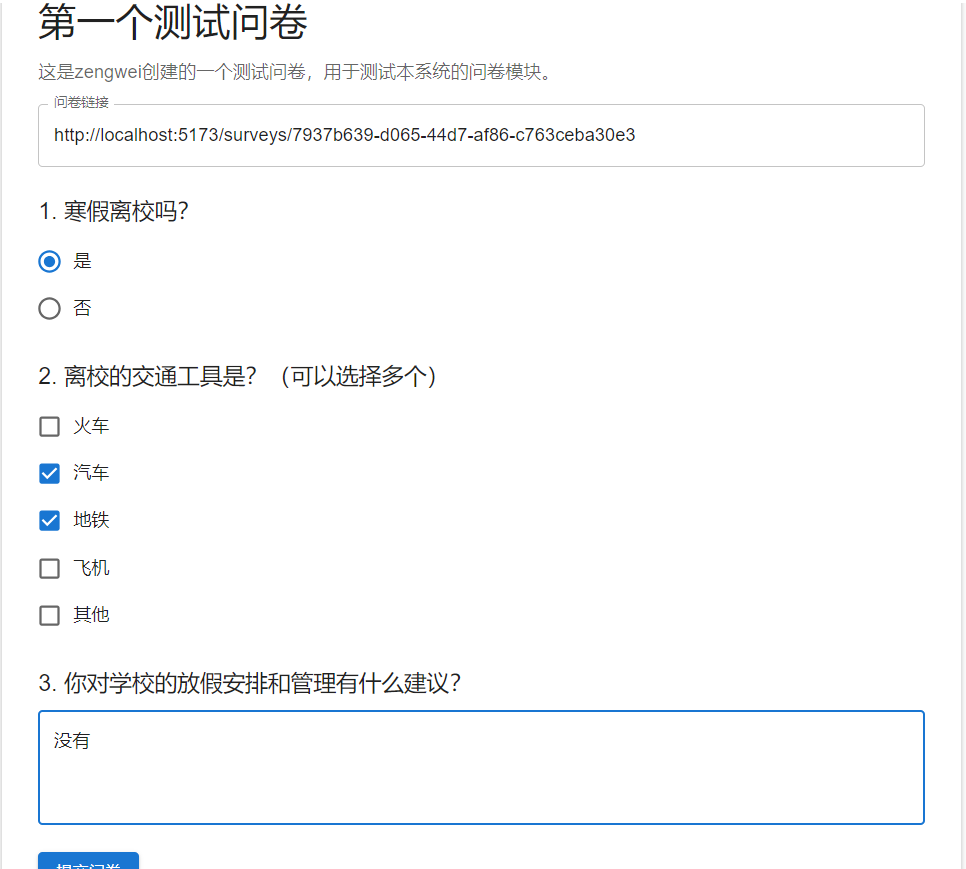 第一个测试问卷
这是zengwei创建的一个测试问卷，用于测试本系统的问卷模块。
问卷链接
http://localhost:5173/surveys/7937b639-d065-44d7-af86-c763ceba30e3
1. 寒假离校吗？
是
否
2. 离校的交通工具是？（可以选择多个）
火车
汽车
地铁
飞机
其他
3. 你对学校的放假安排和管理有什么建议？
没有
提交问卷